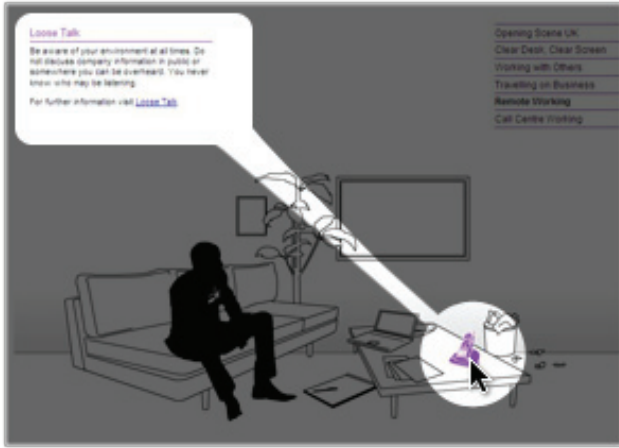 Loose Talk
Be aware of your environment at all times. Do
not discuss company information in public or
somewhere you can be overheard. You never
know who may be listening.
For further information visit Loose Talk
Opening Scene UK
Clear Desk, Clear Screen
Working with Others
Travelling on Business
Remote Working
Call Centre Working